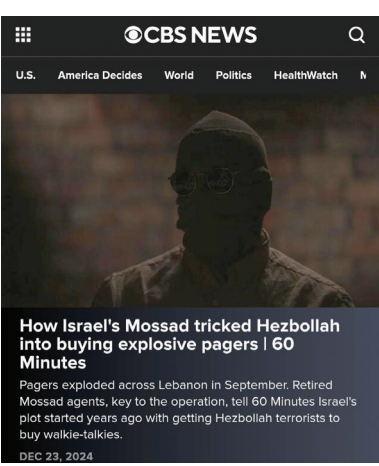 CBS NEWS
U.S. America Decides World Politics HealthWatch
How Israel's Mossad tricked Hezbollah
into buying explosive pagers | 60
Minutes
Pagers exploded across Lebanon in September. Retired
Mossad agents, key to the operation, tell 60 Minutes Israel's
plot started years ago with getting Hezbollah terrorists to
buy walkie-talkies.
DEC 23, 2024